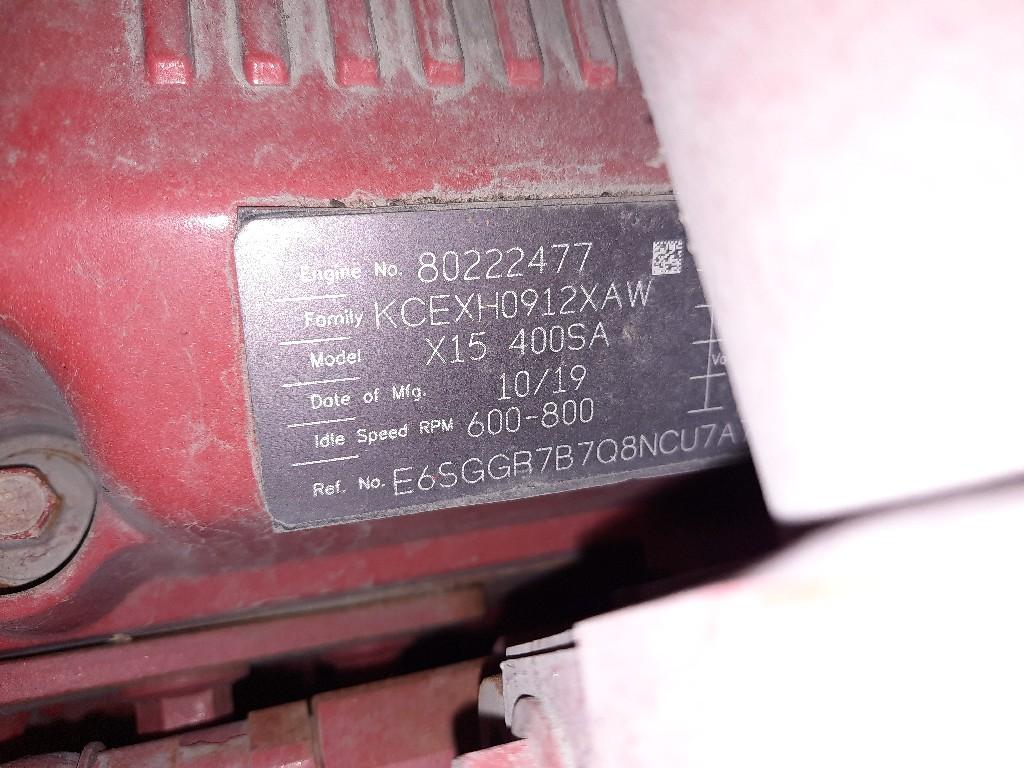 Engine No. 80222477
Family KCEXH0912XAW
Model X15 400SA
Date of Mfg. 10/19
Idle Speed RPM 600-800
Ref. No. E6SGGB7B7Q8NCU7A